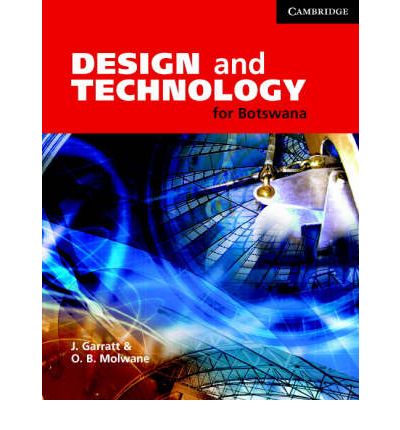 CAMBRIDGE
DESIGN and
TECHNOLOGY
for Botswana
J. Garratt &
O. B. Molwane